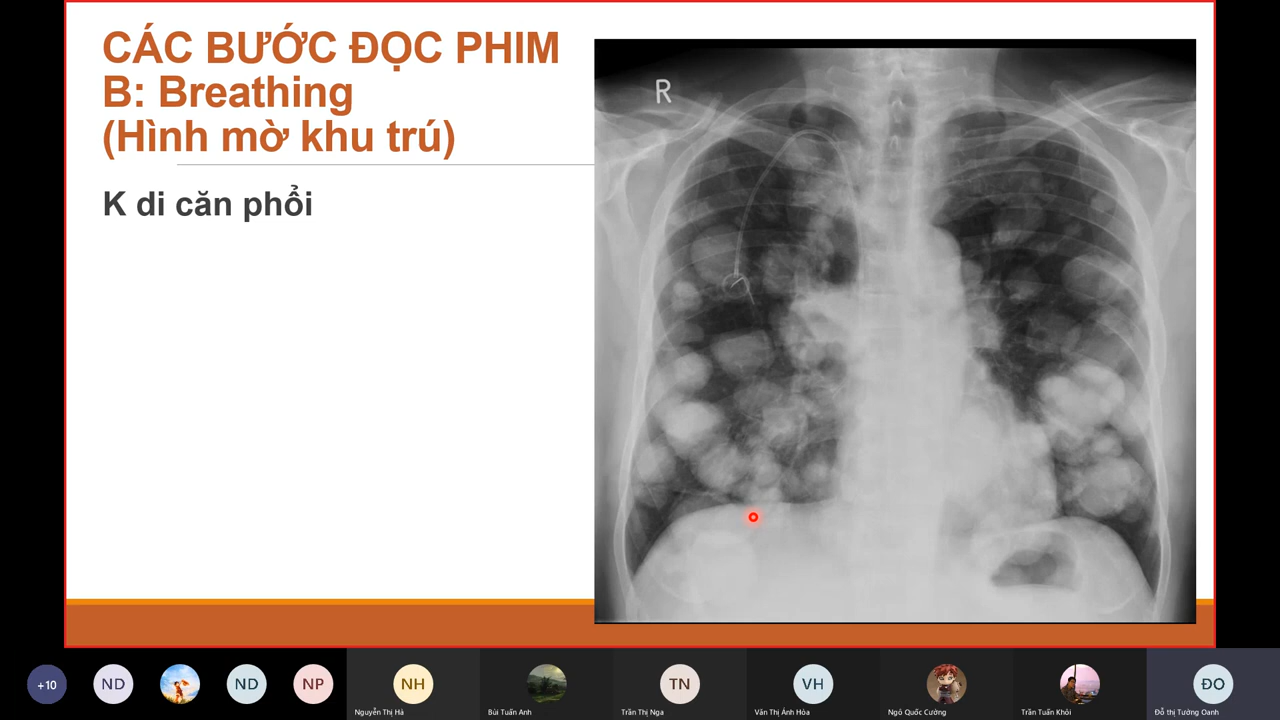 CÁC BƯỚC ĐỌC PHIM
B: Breathing
(Hình mờ khu trú)
K di căn phổi
R
+10
ND
ND
NP
NH
TN
VH
ĐO
Nguyễn Thị Hà
Bùi Tuấn Anh
Trần Thị Nga
Văn Thị Ánh Hòa
Ngô Quốc Cường
Trần Tuấn Khôi
Đỗ thị Tường Oanh